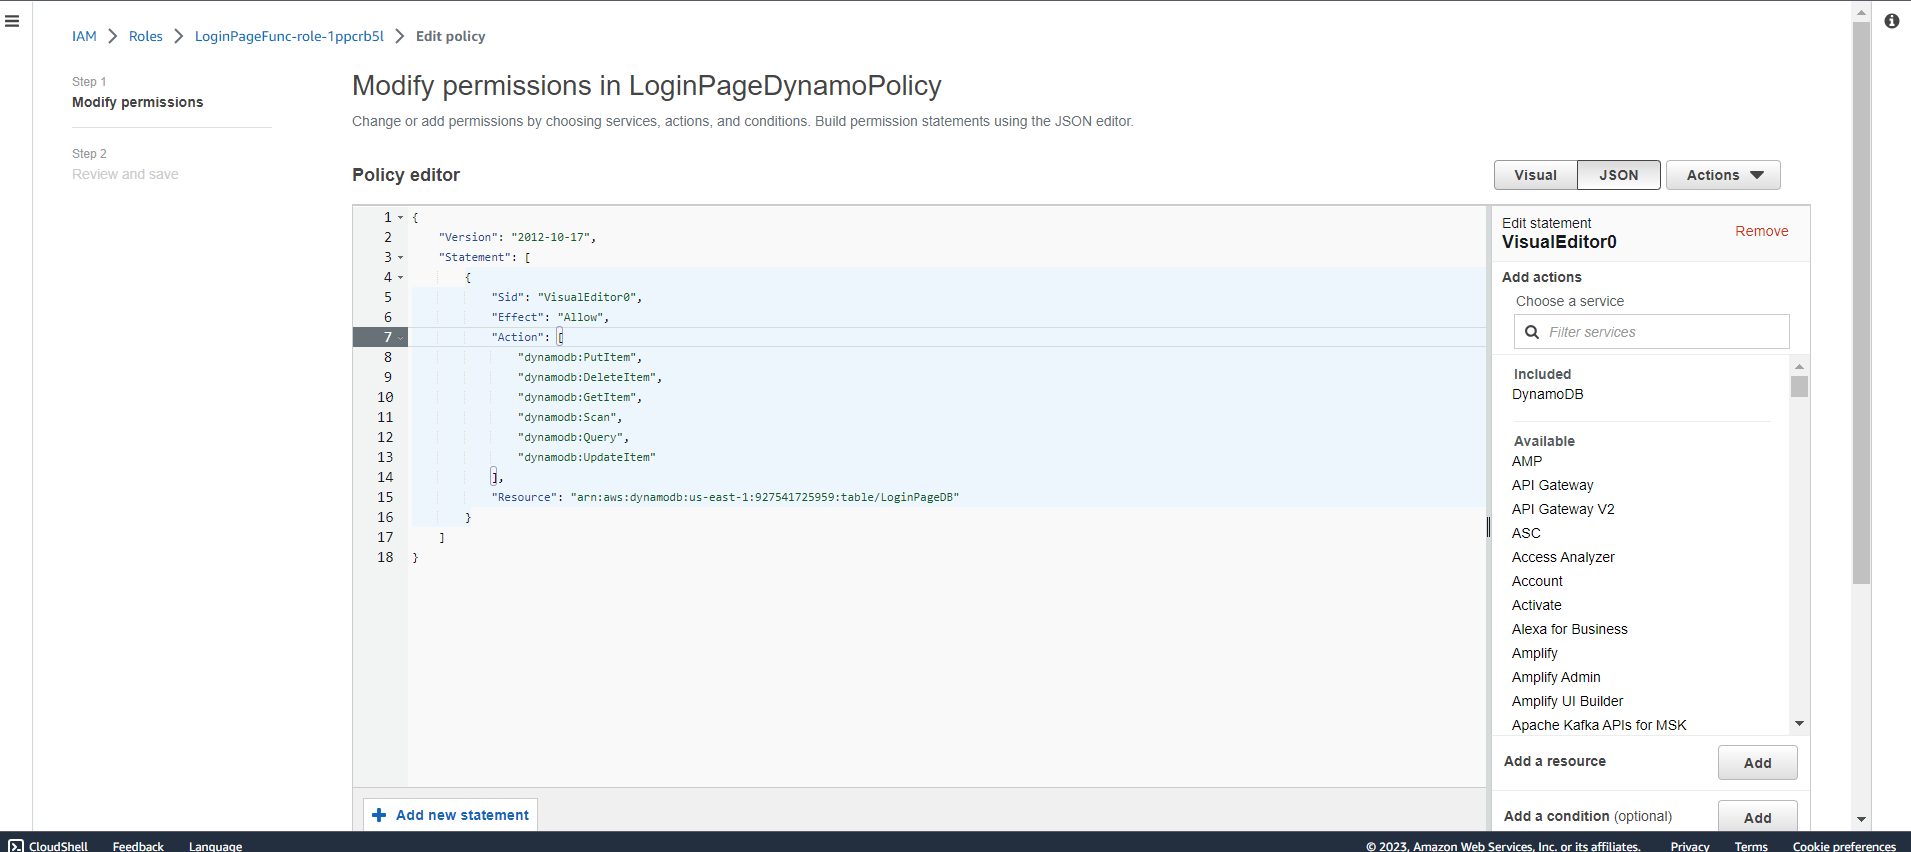 IAM > Roles > LoginPageFunc-role-1ppcrb5l > Edit policy
Step 1
Modify permissions
Step 2
Review and save
Modify permissions in LoginPageDynamoPolicy
Change or add permissions by choosing services, actions, and conditions. Build permission statements using the JSON editor.
Policy editor
Visual
JSON
Actions
1 {
2 "Version": "2012-10-17",
3 "Statement": [
4 {
5 "Sid": "VisualEditor0",
6 "Effect": "Allow",
7 "Action": [
8 "dynamodb:PutItem",
9 "dynamodb:DeleteItem",
10 "dynamodb:GetItem",
11 "dynamodb:Scan",
12 "dynamodb:Query",
13 "dynamodb:UpdateItem"
14 ],
15 "Resource": "arn:aws:dynamodb:us-east-1:927541725959:table/LoginPageDB"
16 }
17 ]
18 }
Add new statement
Edit statement
VisualEditor0
Remove
Add actions
Choose a service
Filter services
Included
DynamoDB
Available
AMP
API Gateway
API Gateway V2
ASC
Access Analyzer
Account
Activate
Alexa for Business
Amplify
Amplify Admin
Amplify UI Builder
Apache Kafka APIs for MSK
Add a resource
Add
Add a condition (optional)
Add
CloudShell Feedback Language
© 2023, Amazon Web Services, Inc. or its affiliates. Privacy Terms Cookie preferences